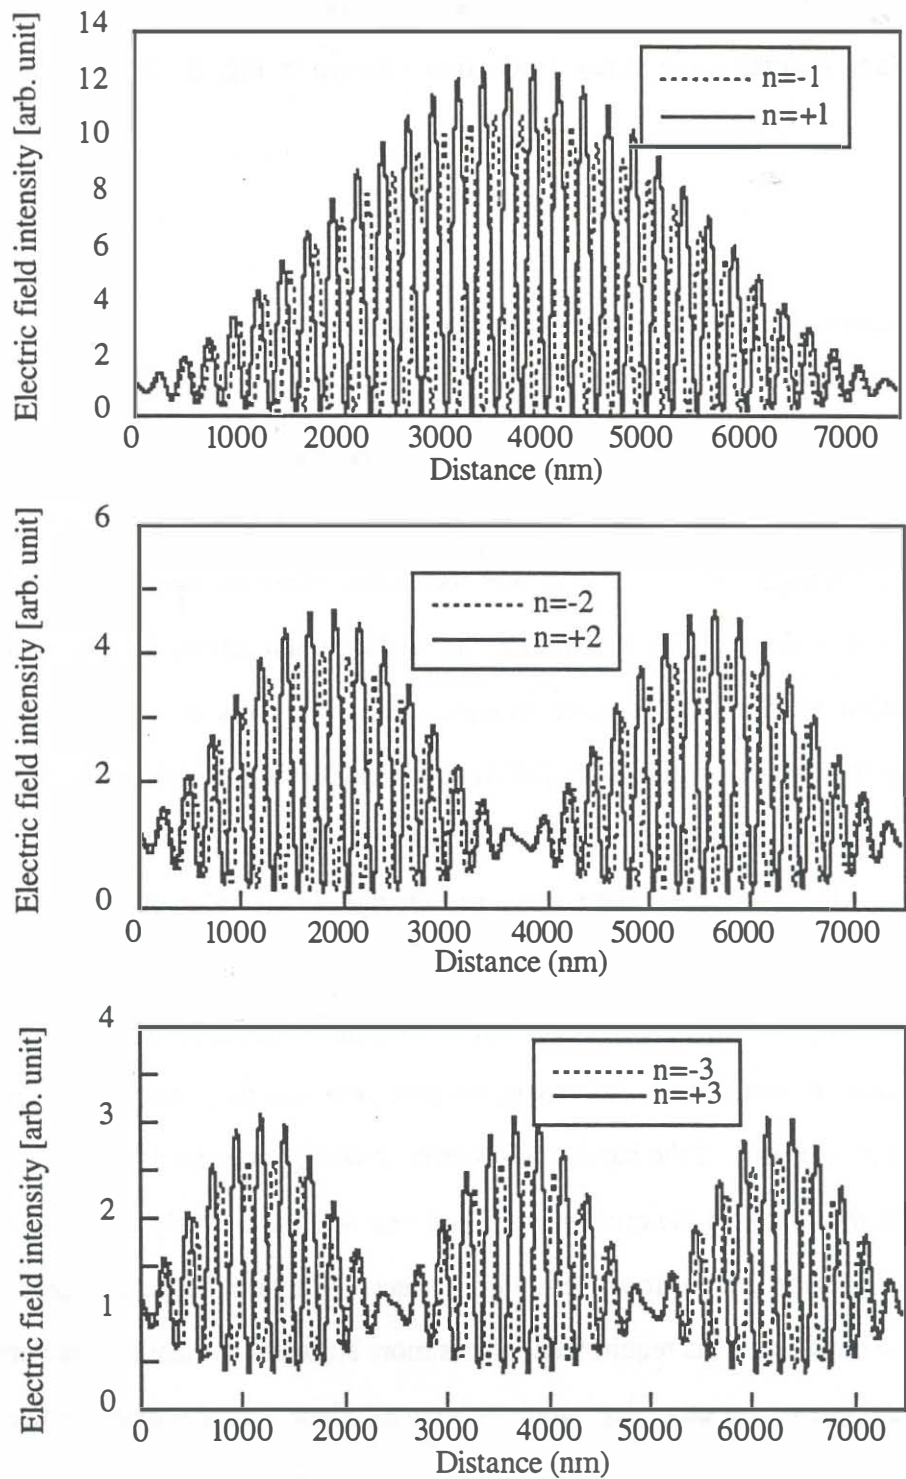 Electric field intensity [arb. unit]
14
12
10
8
6
4
2
0
n=-1
n=+1
0 1000 2000 3000 4000 5000 6000 7000
Distance (nm)
Electric field intensity [arb. unit]
6
4
2
0
n=-2
n=+2
0 1000 2000 3000 4000 5000 6000 7000
Distance (nm)
Electric field intensity [arb. unit]
4
3
2
1
0
n=-3
n=+3
0 1000 2000 3000 4000 5000 6000 7000
Distance (nm)